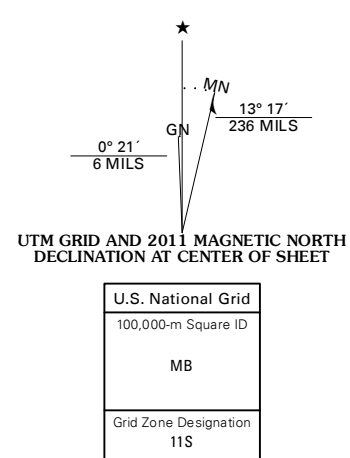 ★
MN
GN
13° 17´
236 MILS
0° 21´
6 MILS
UTM GRID AND 2011 MAGNETIC NORTH
DECLINATION AT CENTER OF SHEET
U.S. National Grid
100,000-m Square ID
MB
Grid Zone Designation
11S